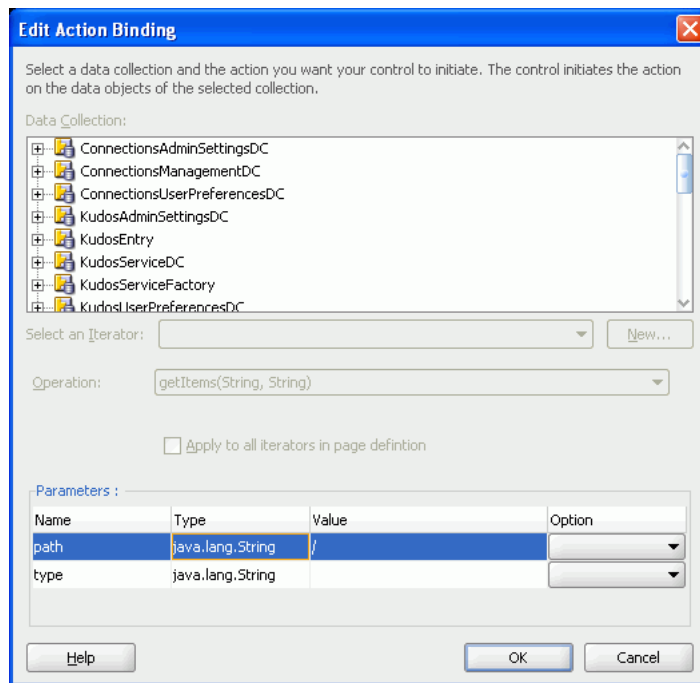 Edit Action Binding
Select a data collection and the action you want your control to initiate. The control initiates the action
on the data objects of the selected collection.
Data Collection:
ConnectionsAdminSettingsDC
ConnectionsManagementDC
ConnectionsUserPreferencesDC
KudosAdminSettingsDC
KudosEntry
KudosServiceDC
KudosServiceFactory
KudosUserPreferencesDC
Select an Iterator: New...
Operation: getItems(String, String)
Apply to all iterators in page defintion
Parameters :
Name Type Value Option
path java.lang.String /
type java.lang.String
Help OK Cancel